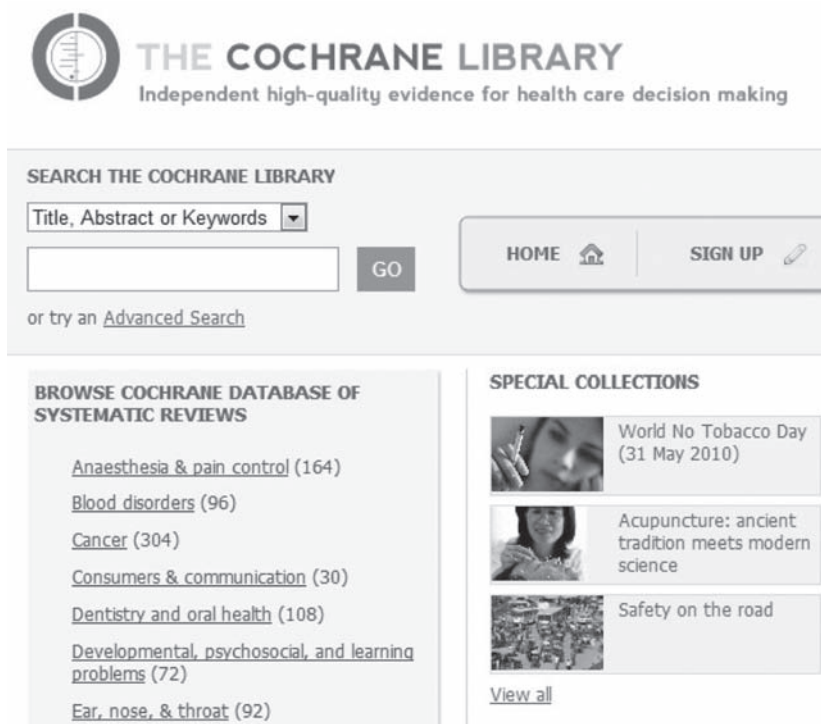 THE COCHRANE LIBRARY
Independent high-quality evidence for health care decision making
SEARCH THE COCHRANE LIBRARY
Title, Abstract or Keywords
GO
or try an Advanced Search
HOME
SIGN UP
BROWSE COCHRANE DATABASE OF
SYSTEMATIC REVIEWS
Anaesthesia & pain control (164)
Blood disorders (96)
Cancer (304)
Consumers & communication (30)
Dentistry and oral health (108)
Developmental, psychosocial, and learning
problems (72)
Ear, nose, & throat (92)
SPECIAL COLLECTIONS
World No Tobacco Day
(31 May 2010)
Acupuncture: ancient
tradition meets modern
science
Safety on the road
View all